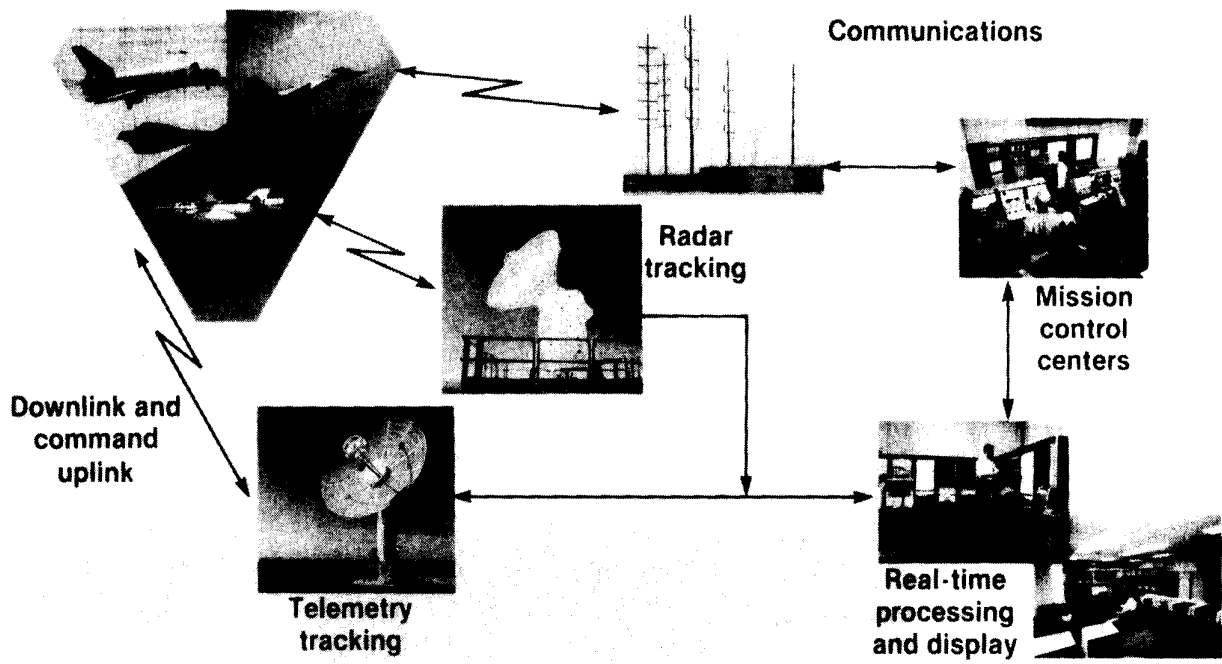 Communications
Radar
tracking
Mission
control
centers
Downlink and
command
uplink
Telemetry
tracking
Real-time
processing
and display